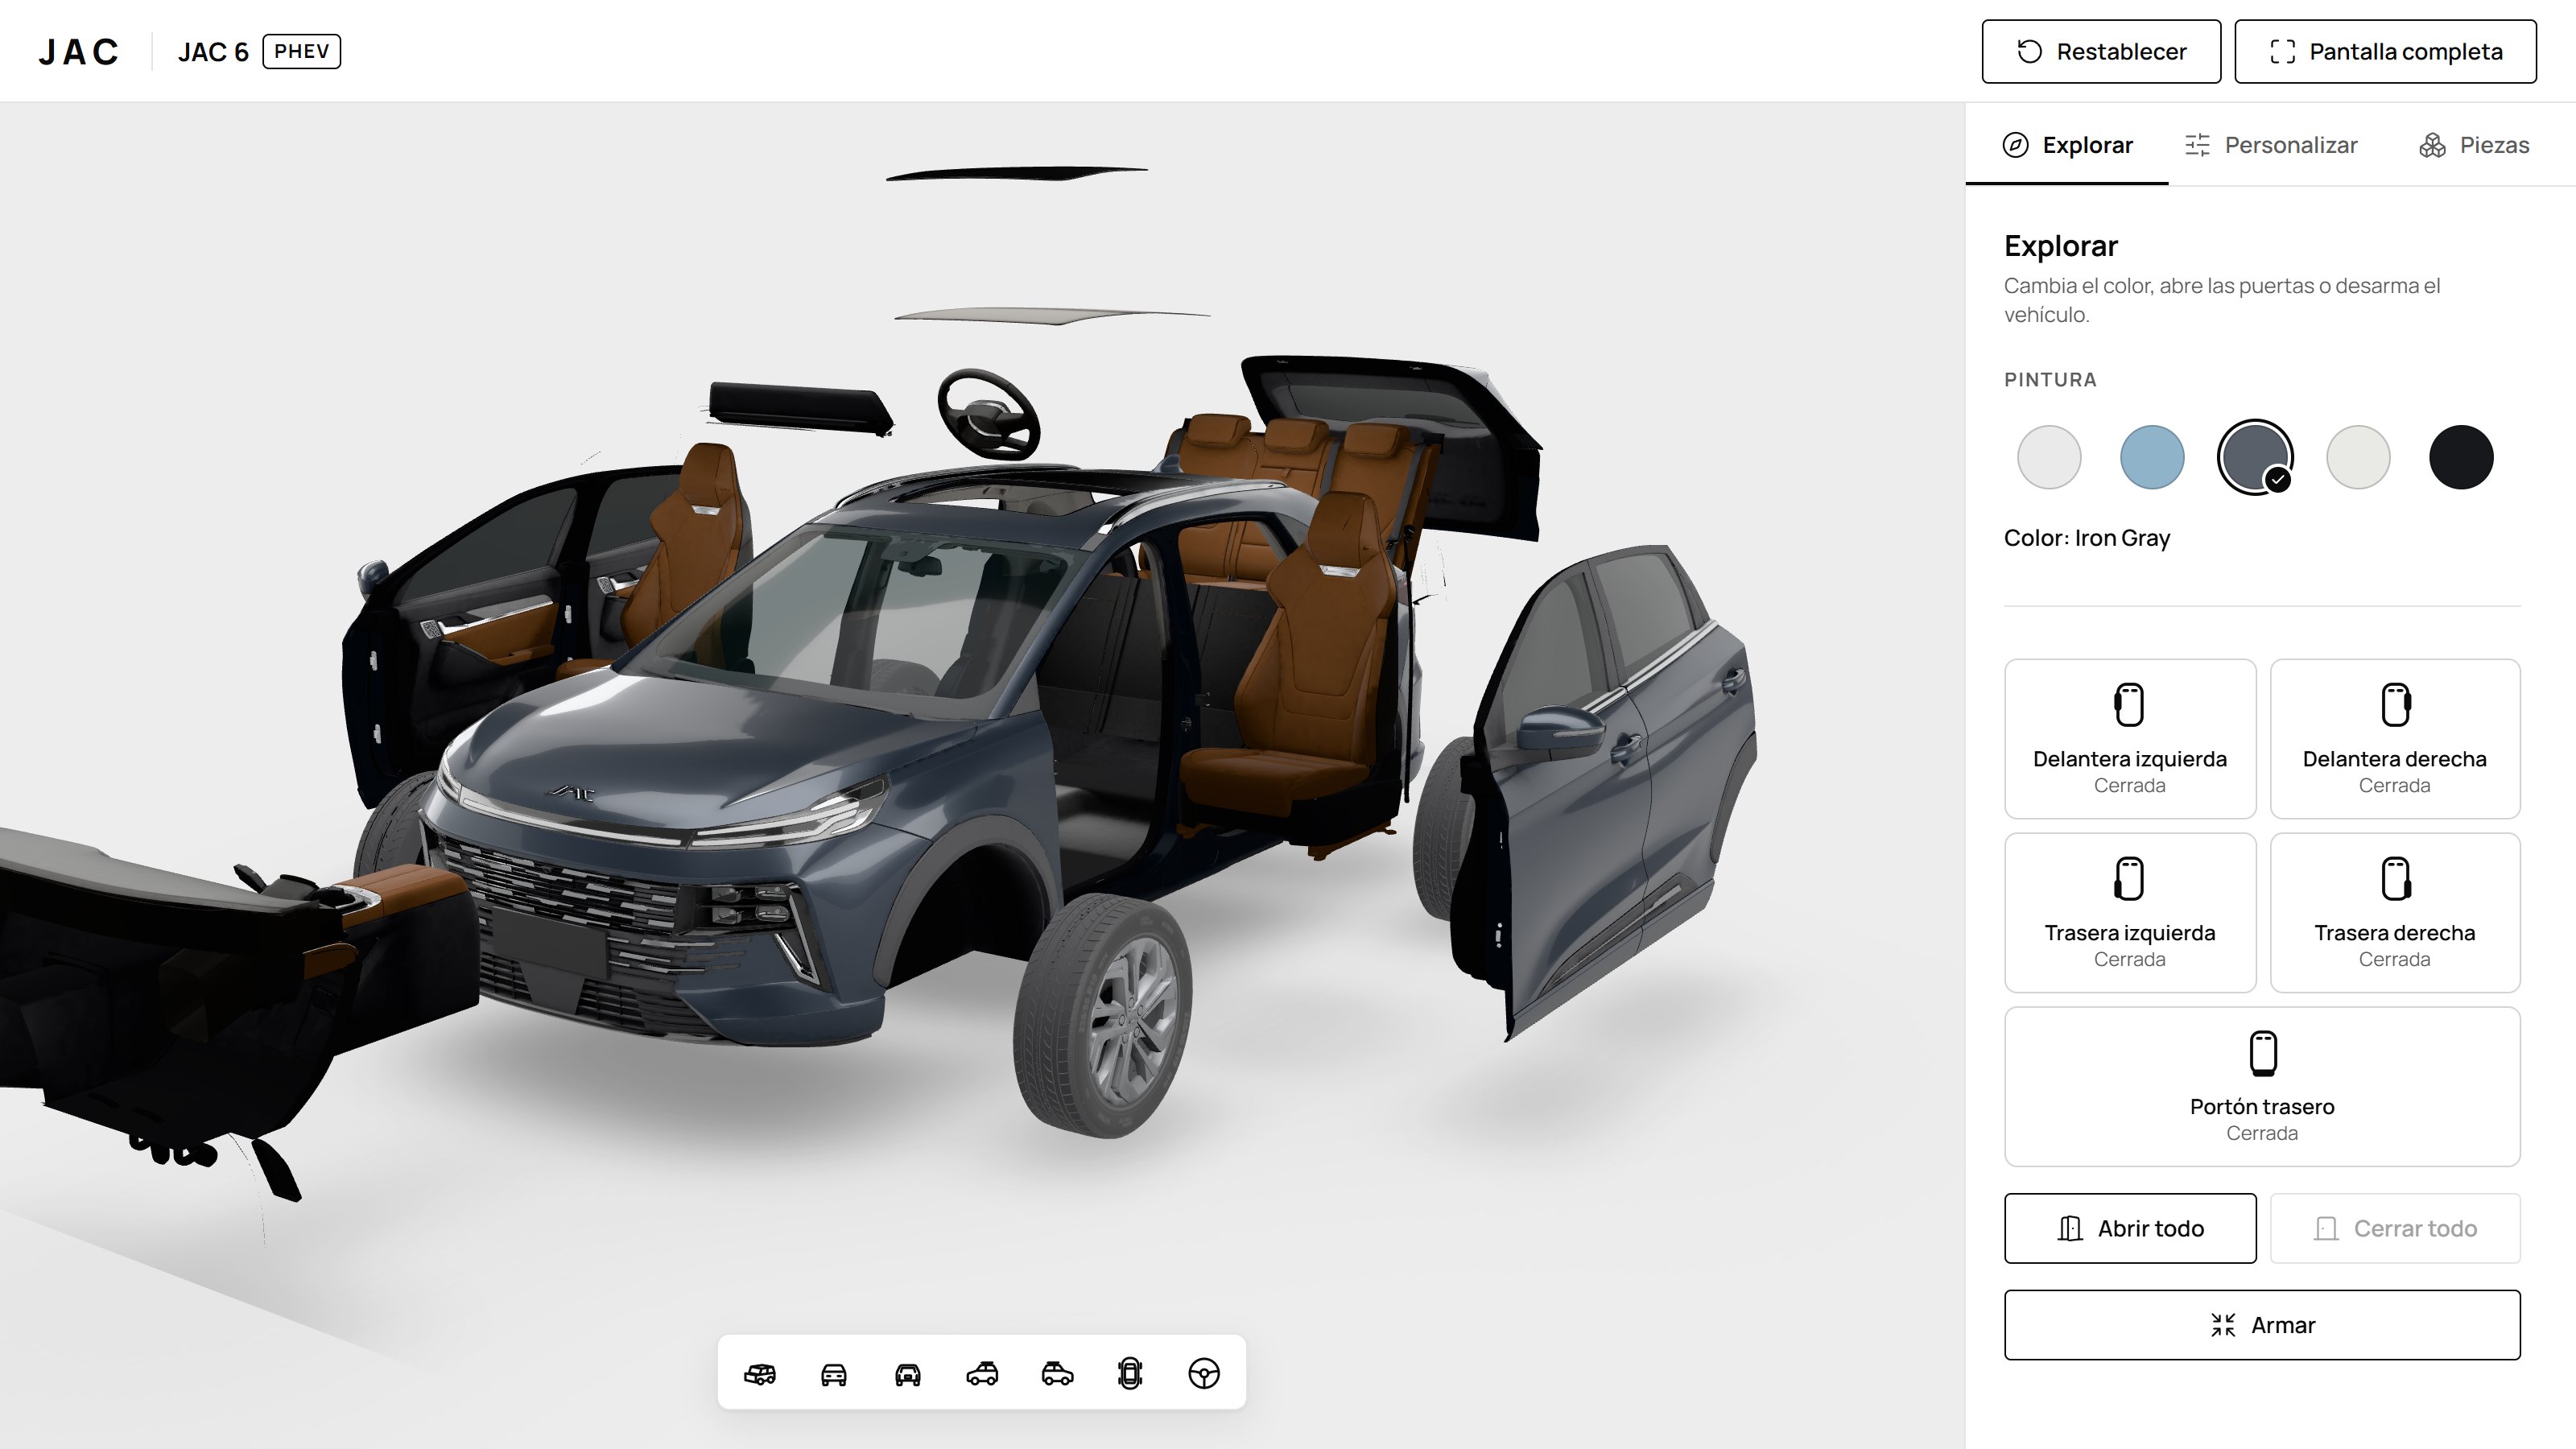 JAC
JAC 6
PHEV
Restablecer
Pantalla completa
Explorar
Personalizar
Piezas
Explorar
Cambia el color, abre las puertas o desarma el
vehículo.
PINTURA
Color: Iron Gray
Delantera izquierda
Cerrada
Delantera derecha
Cerrada
Trasera izquierda
Cerrada
Trasera derecha
Cerrada
Portón trasero
Cerrada
Abrir todo
Cerrar todo
Armar
JAC